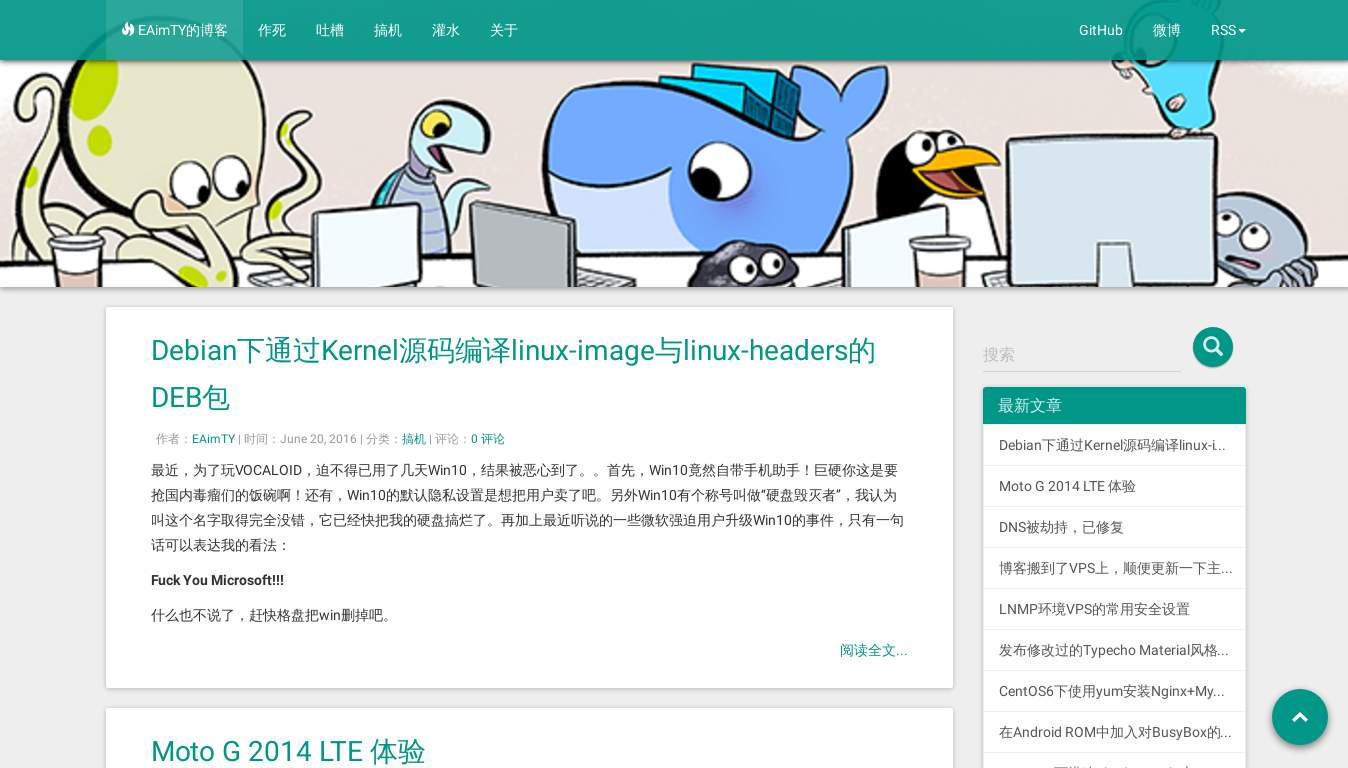 EAimTY的博客 作死 吐槽 搞机 灌水 关于 GitHub 微博 RSS
Debian下通过Kernel源码编译linux-image与linux-headers的
DEB包
作者：EAimTY | 时间：June 20, 2016 | 分类：搞机 | 评论：0 评论
最近，为了玩VOCALOID，迫不得已用了几天Win10，结果被恶心到了。。首先，Win10竟然自带手机助手！巨硬你这是要
抢国内毒瘤们的饭碗啊！还有，Win10的默认隐私设置是想把用户卖了吧。另外Win10有个称号叫做“硬盘毁灭者”，我认为
叫这个名字取得完全没错，它已经快把我的硬盘搞烂了。再加上最近听说的一些微软强迫用户升级Win10的事件，只有一句
话可以表达我的看法：
Fuck You Microsoft!!!
什么也不说了，赶快格盘把win删掉吧。
阅读全文...
Moto G 2014 LTE 体验
搜索
最新文章
Debian下通过Kernel源码编译linux-i...
Moto G 2014 LTE 体验
DNS被劫持，已修复
博客搬到了VPS上，顺便更新一下主...
LNMP环境VPS的常用安全设置
发布修改过的Typecho Material风格...
CentOS6下使用yum安装Nginx+My...
在Android ROM中加入对BusyBox的...